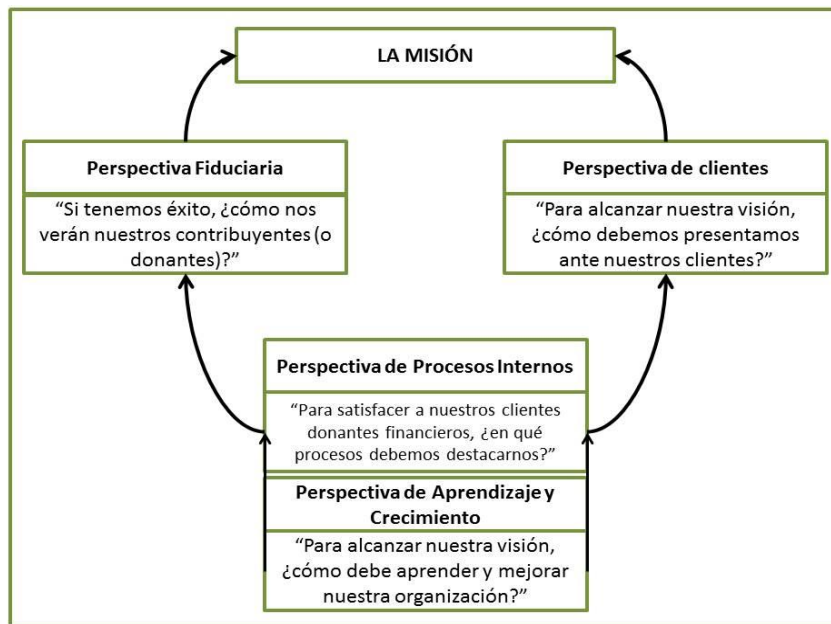 LA MISIÓN
Perspectiva Fiduciaria
“Si tenemos éxito, ¿cómo nos
verán nuestros contribuyentes (o
donantes)?”
Perspectiva de clientes
“Para alcanzar nuestra visión,
¿cómo debemos presentamos
ante nuestros clientes?”
Perspectiva de Procesos Internos
“Para satisfacer a nuestros clientes
donantes financieros, ¿en qué
procesos debemos destacarnos?”
Perspectiva de Aprendizaje y
Crecimiento
“Para alcanzar nuestra visión,
¿cómo debe aprender y mejorar
nuestra organización?”